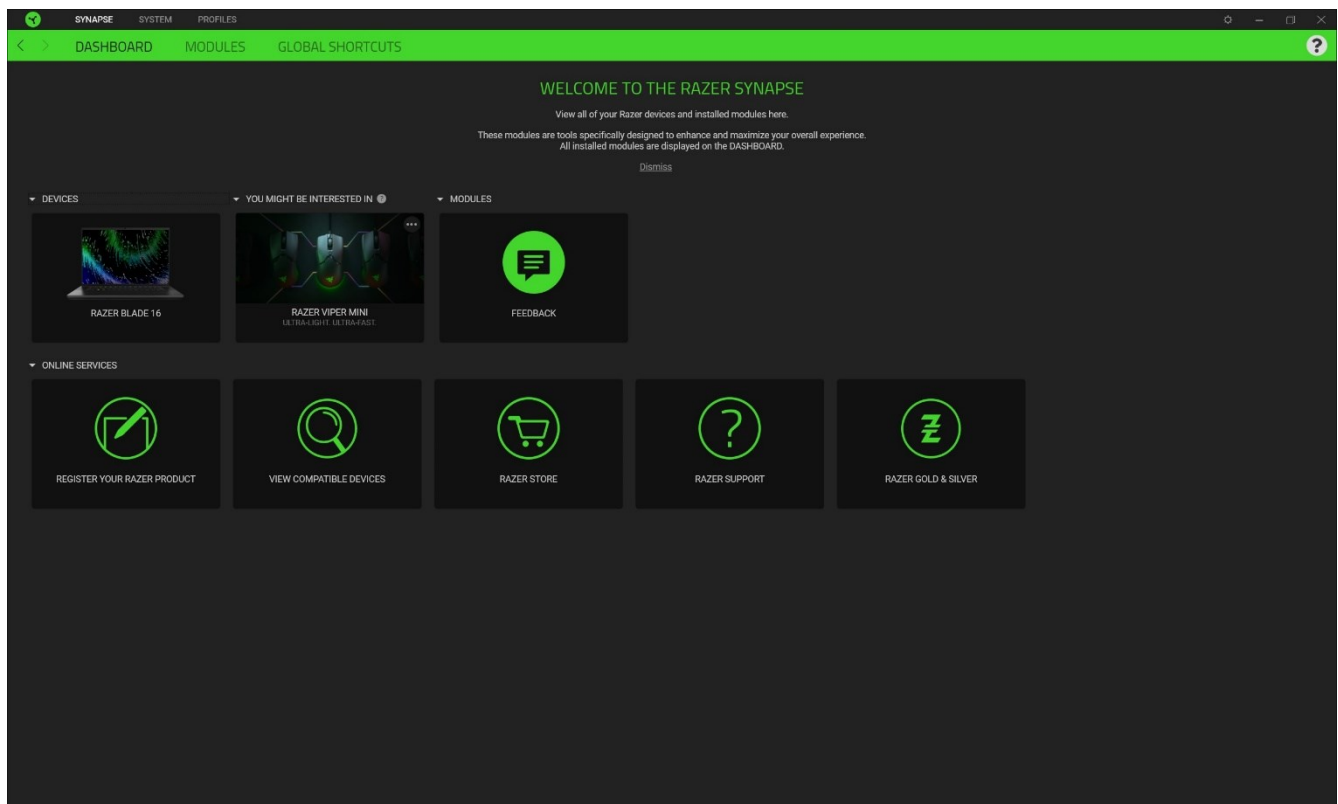 SYNAPSE SYSTEM PROFILES
DASHBOARD MODULES GLOBAL SHORTCUTS ?
WELCOME TO THE RAZER SYNAPSE
View all of your Razer devices and installed modules here.
These modules are tools specifically designed to enhance and maximize your overall experience.
All installed modules are displayed on the DASHBOARD.
Dismiss
DEVICES YOU MIGHT BE INTERESTED IN ? MODULES
RAZER BLADE 16 RAZER VIPER MINI FEEDBACK
ULTRA-LIGHT. ULTRA-FAST.
ONLINE SERVICES
REGISTER YOUR RAZER PRODUCT VIEW COMPATIBLE DEVICES RAZER STORE RAZER SUPPORT RAZER GOLD & SILVER